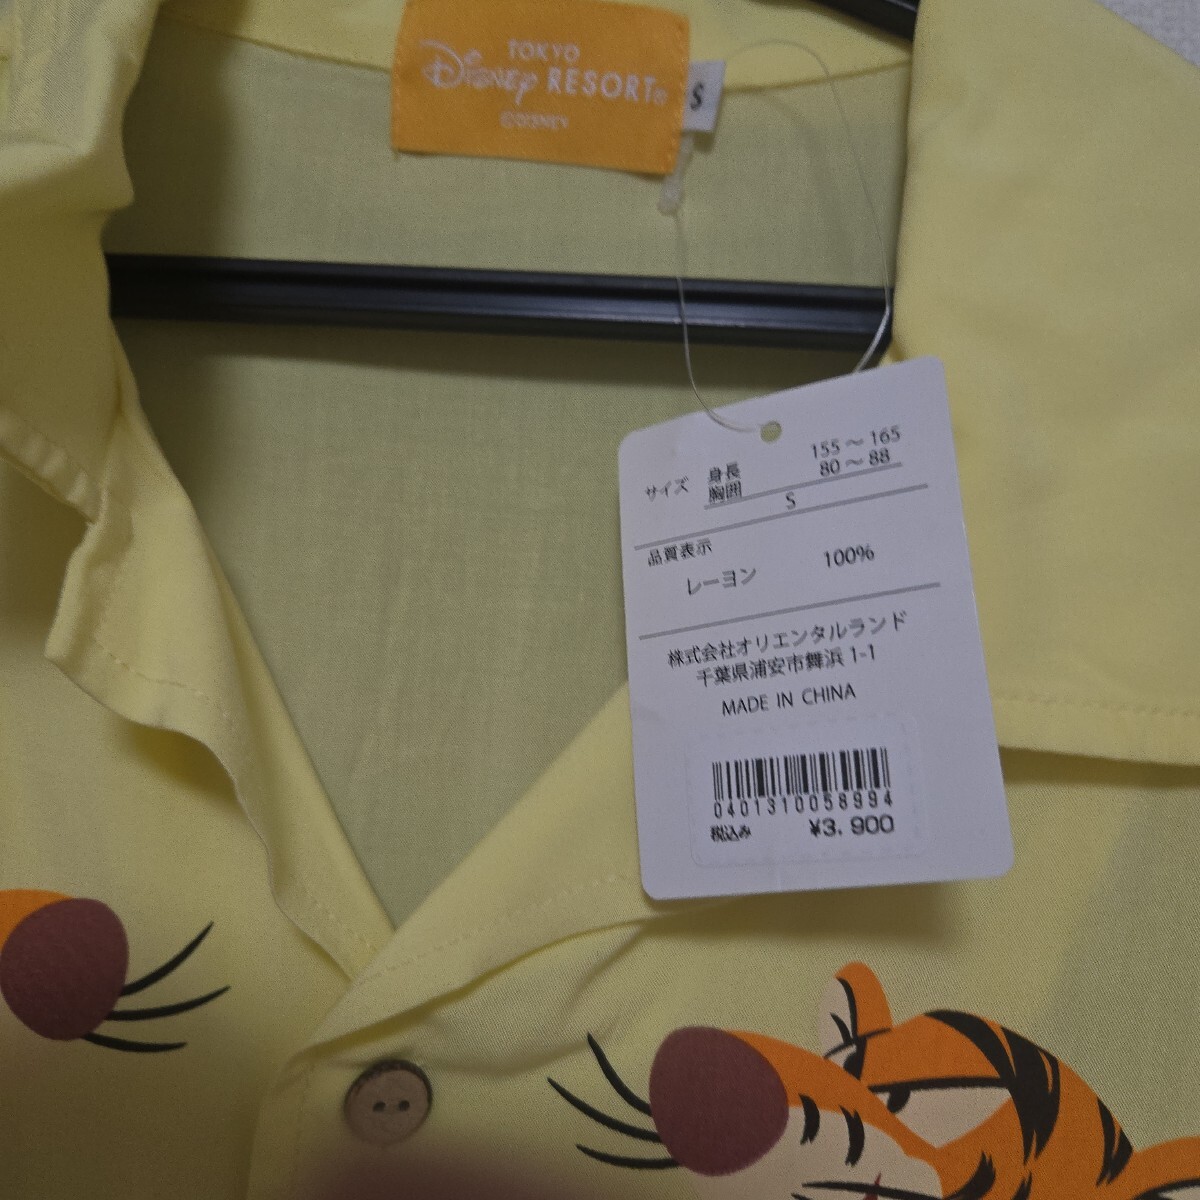 TOKYO
Disney RESORT®
©DISNEY
S
サイズ 身長 155～165
胸囲 80～88
S
品質表示
レーヨン 100%
株式会社オリエンタルランド
千葉県浦安市舞浜1-1
MADE IN CHINA
0401310058994
税込み ¥3,900